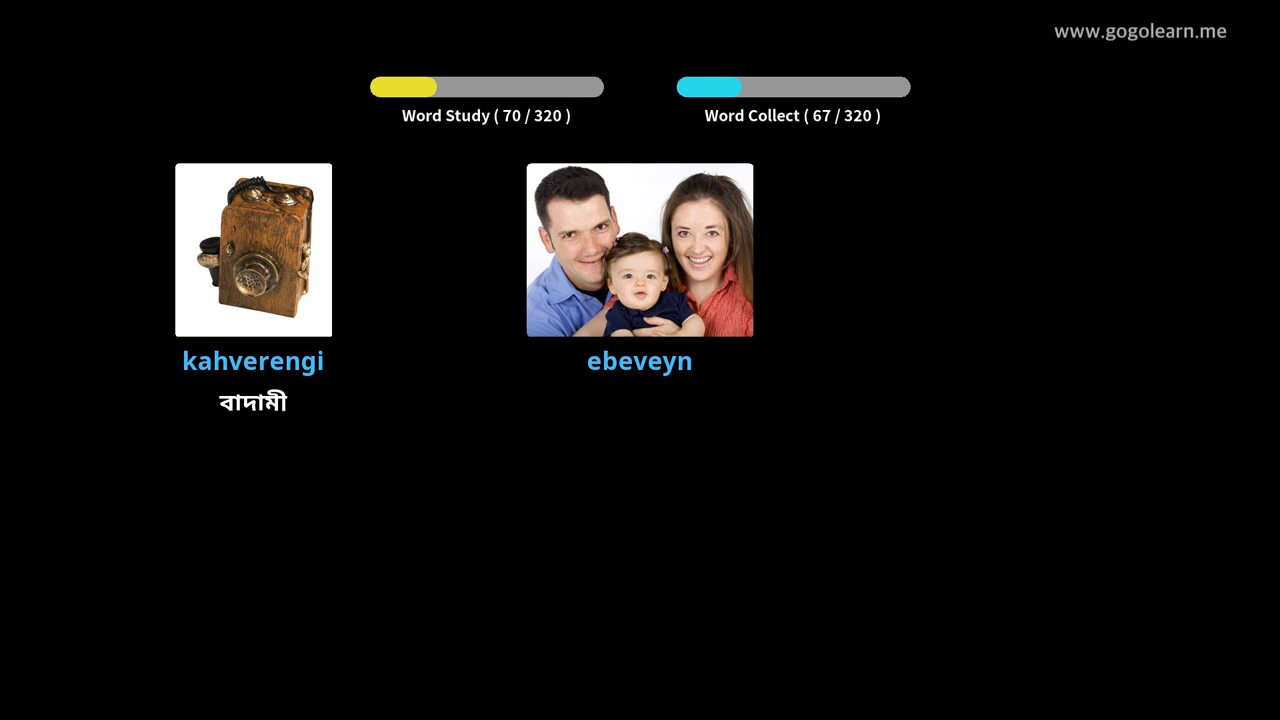 www.gogolearn.me
Word Study ( 70 / 320 )
Word Collect ( 67 / 320 )
kahverengi
বাদামী
ebeveyn